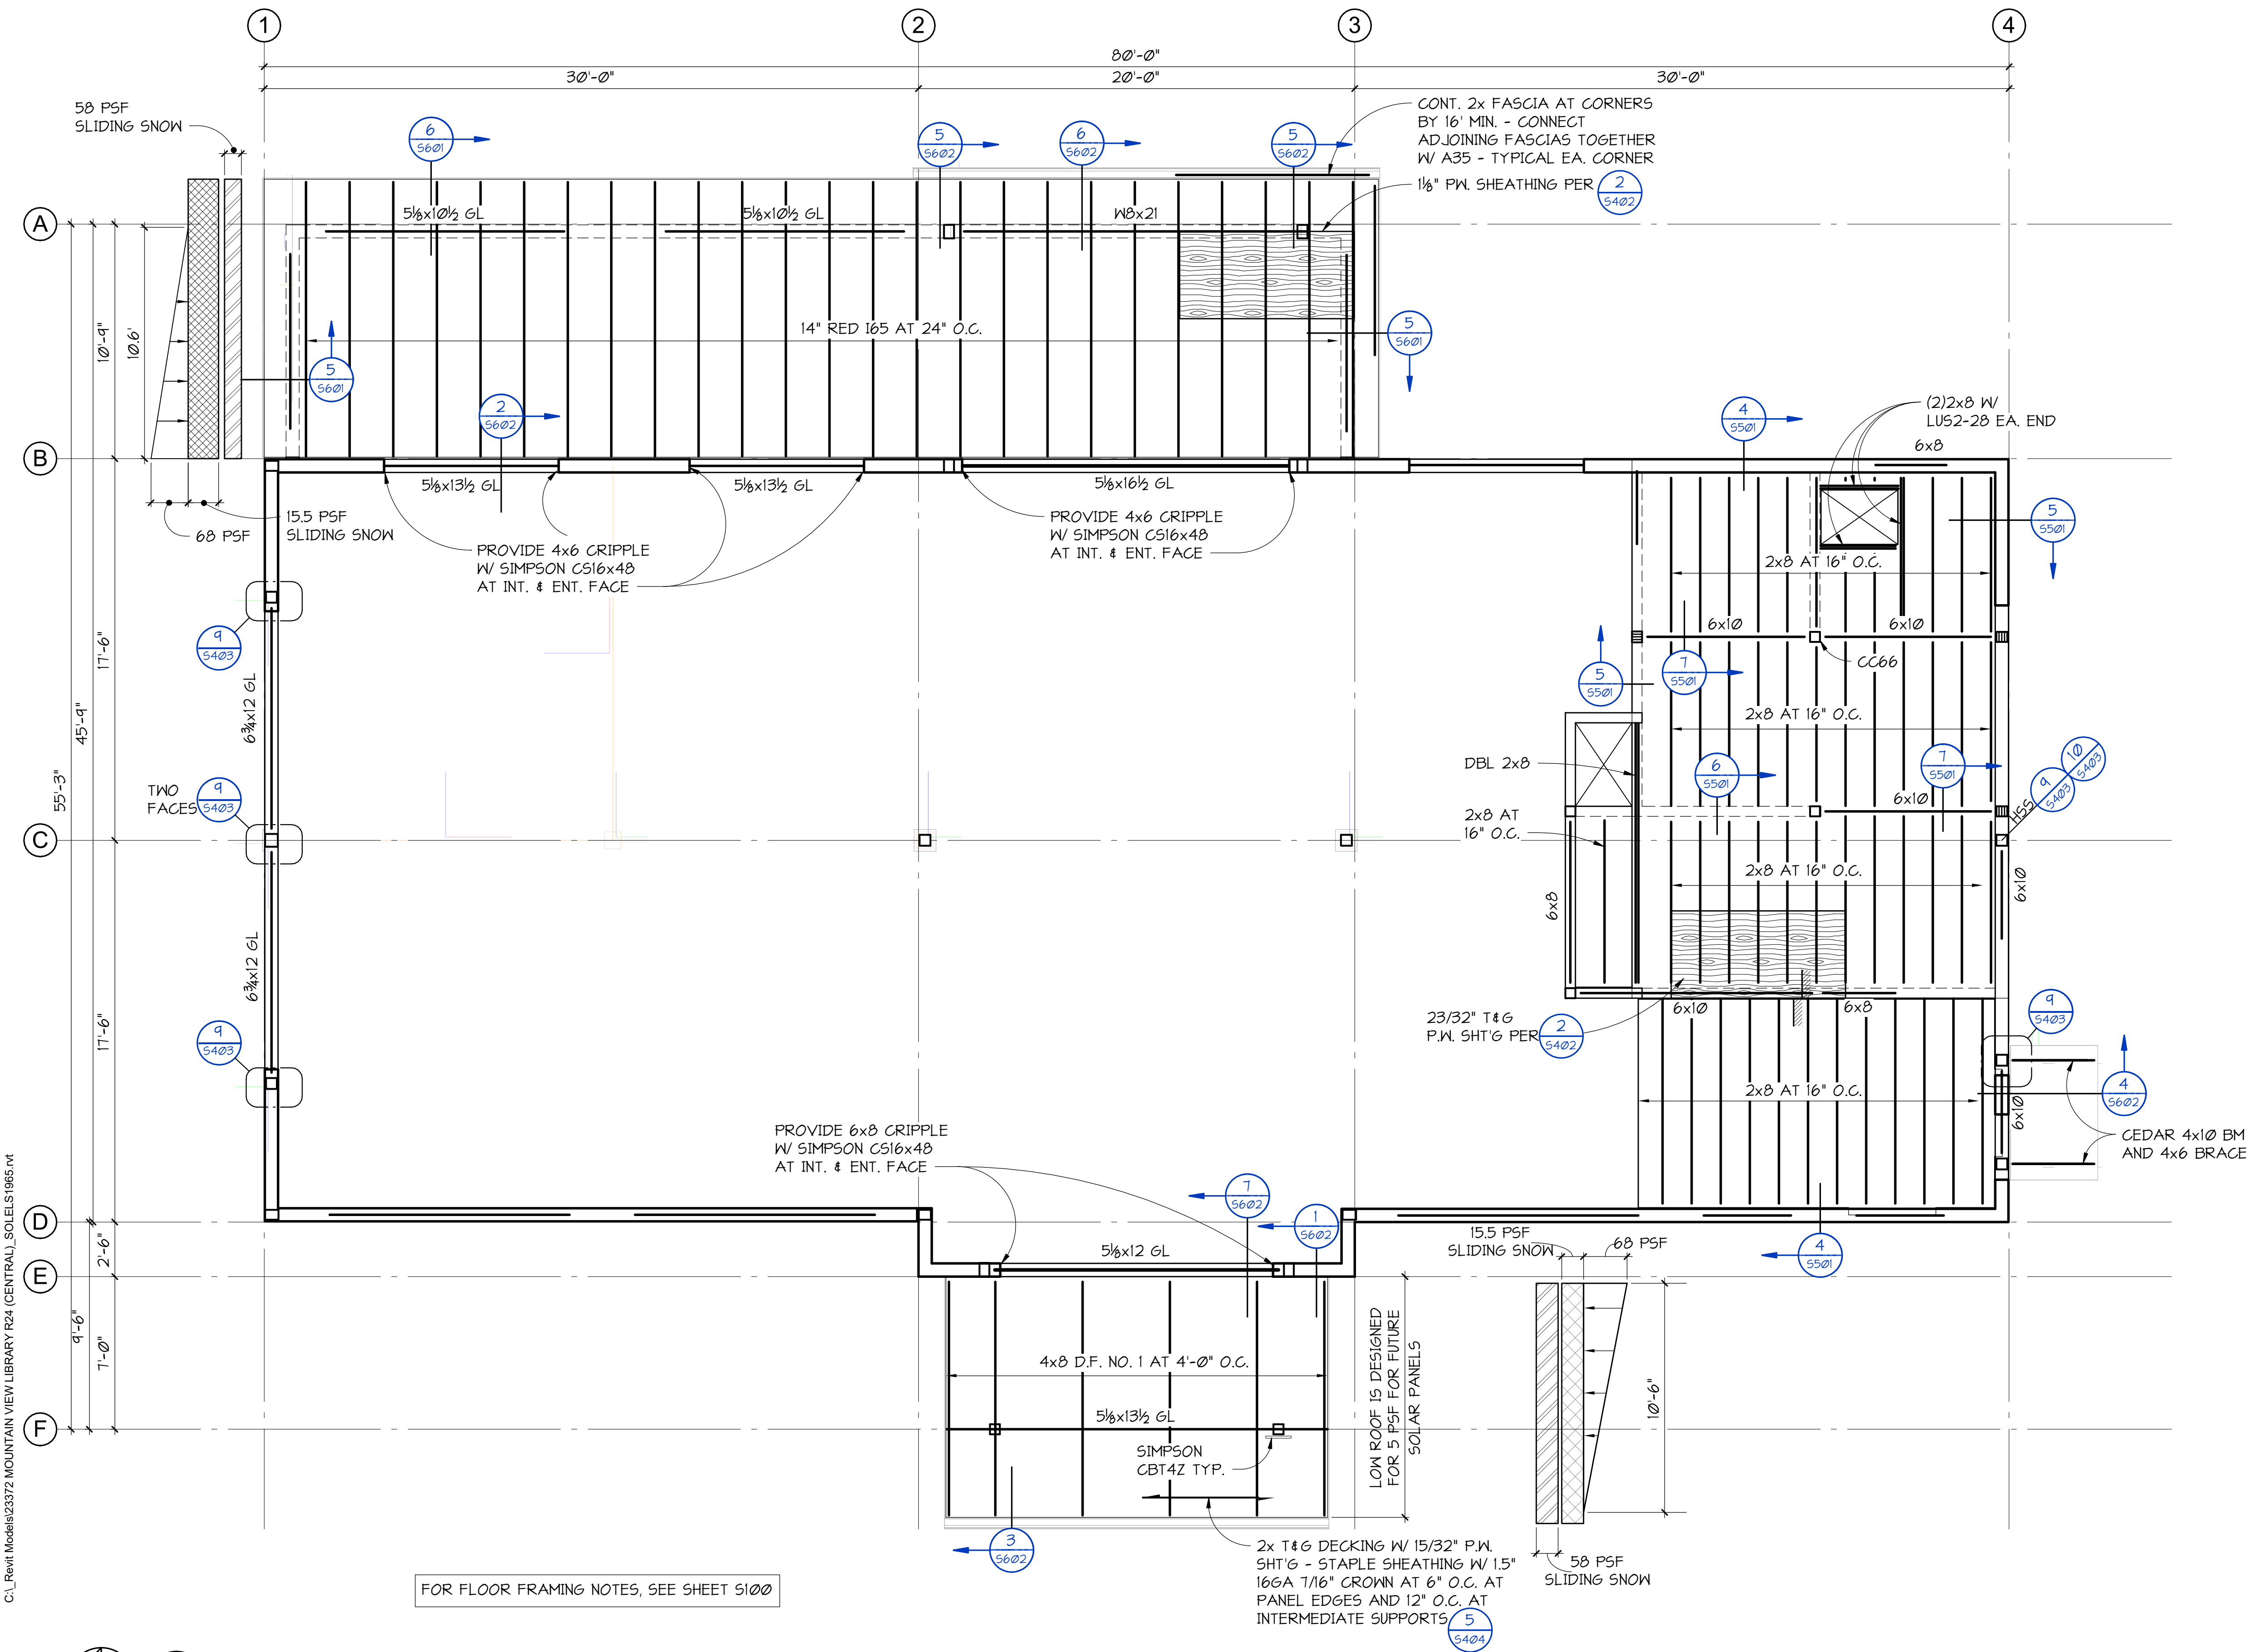 1
2
3
4
80'-0"
30'-0"
20'-0"
30'-0"
58 PSF
SLIDING SNOW
6
S601
5
S602
6
S602
5
S602
CONT. 2x FASCIA AT CORNERS
BY 16' MIN. - CONNECT
ADJOINING FASCIAS TOGETHER
W/ A35 - TYPICAL EA. CORNER
1⅛" PW. SHEATHING PER
2
S402
A
5⅛x10½ GL
5⅛x10½ GL
W8x21
10'-9"
10.6'
14" RED I65 AT 24" O.C.
5
S601
5
S601
2
S602
4
S501
(2)2x8 W/
LUS2-28 EA. END
6x8
B
5⅛x13½ GL
5⅛x13½ GL
5⅛x16½ GL
68 PSF
15.5 PSF
SLIDING SNOW
PROVIDE 4x6 CRIPPLE
W/ SIMPSON CS16x48
AT INT. & ENT. FACE
PROVIDE 4x6 CRIPPLE
W/ SIMPSON CS16x48
AT INT. & ENT. FACE
5
S501
2x8 AT 16" O.C.
6x10
6x10
CC66
9
S403
17'-6"
6¾x12 GL
5
S501
7
S501
2x8 AT 16" O.C.
45'-9"
55'-3"
TWO
FACES
9
S403
DBL 2x8
6
S501
7
S501
HSS
9
S403
10
S403
6x10
2x8 AT
16" O.C.
C
2x8 AT 16" O.C.
6x8
6x10
6¾x12 GL
17'-6"
9
S403
23/32" T&G
P.W. SHT'G PER
2
S402
6x10
6x8
9
S403
2x8 AT 16" O.C.
6x10
4
S602
CEDAR 4x10 BM
AND 4x6 BRACE
PROVIDE 6x8 CRIPPLE
W/ SIMPSON CS16x48
AT INT. & ENT. FACE
7
S602
1
S602
D
2'-6"
5⅛x12 GL
15.5 PSF
SLIDING SNOW
68 PSF
4
S501
E
9'-6"
7'-0"
4x8 D.F. NO. 1 AT 4'-0" O.C.
LOW ROOF IS DESIGNED
FOR 5 PSF FOR FUTURE
SOLAR PANELS
10'-6"
F
5⅛x13½ GL
SIMPSON
CBT4Z TYP.
3
S602
2x T&G DECKING W/ 15/32" P.W.
SHT'G - STAPLE SHEATHING W/ 1.5"
16GA 7/16" CROWN AT 6" O.C. AT
PANEL EDGES AND 12" O.C. AT
INTERMEDIATE SUPPORTS
5
S404
58 PSF
SLIDING SNOW
FOR FLOOR FRAMING NOTES, SEE SHEET S100
C:\_Revit Models\23372 MOUNTAIN VIEW LIBRARY R24 (CENTRAL)_SOLELS1965.rvt